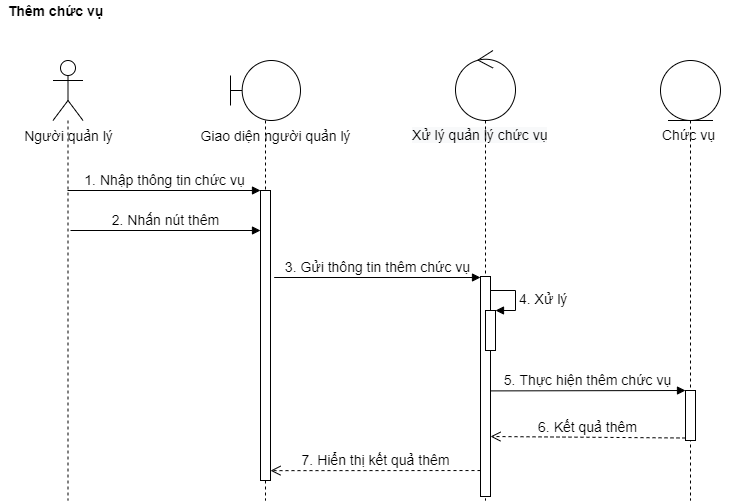 Thêm chức vụ
Người quản lý
Giao diện người quản lý
Xử lý quản lý chức vụ
Chức vụ
1. Nhập thông tin chức vụ
2. Nhấn nút thêm
3. Gửi thông tin thêm chức vụ
4. Xử lý
5. Thực hiện thêm chức vụ
6. Kết quả thêm
7. Hiển thị kết quả thêm